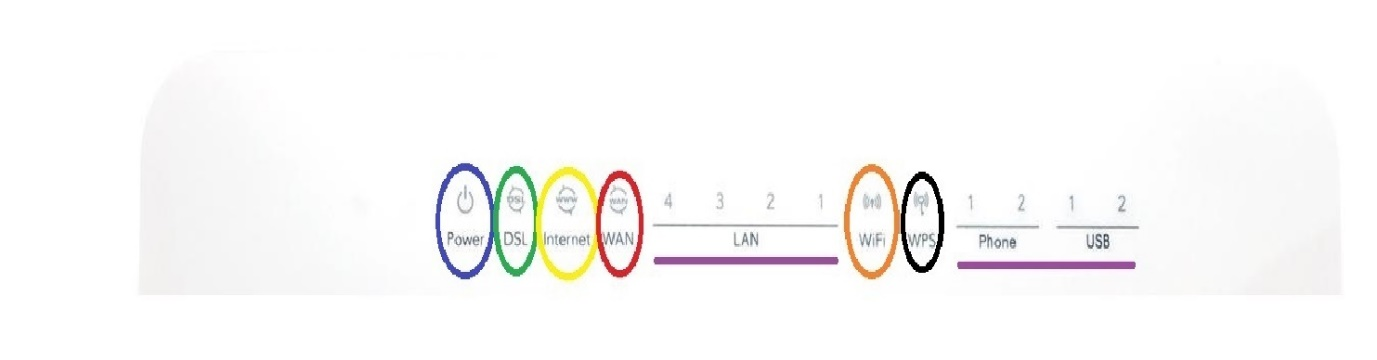 DSL WWW WAN 4 3 2 1 1 2 1 2
Power DSL Internet WAN LAN WiFi WPS Phone USB